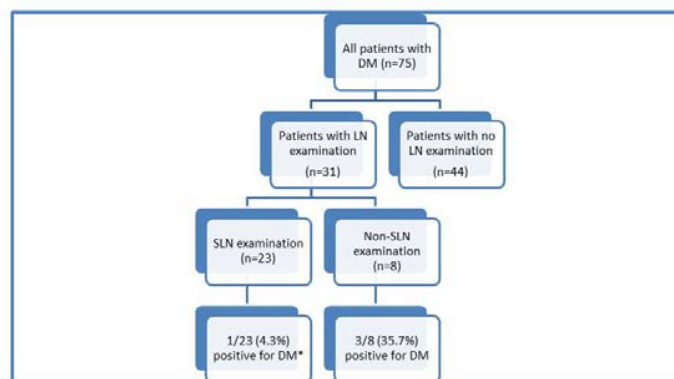 All patients with
DM (n=75)
Patients with LN
examination
(n=31)
Patients with no
LN examination
(n=44)
SLN examination
(n=23)
Non-SLN
examination
(n=8)
1/23 (4.3%)
positive for DM*
3/8 (35.7%)
positive for DM